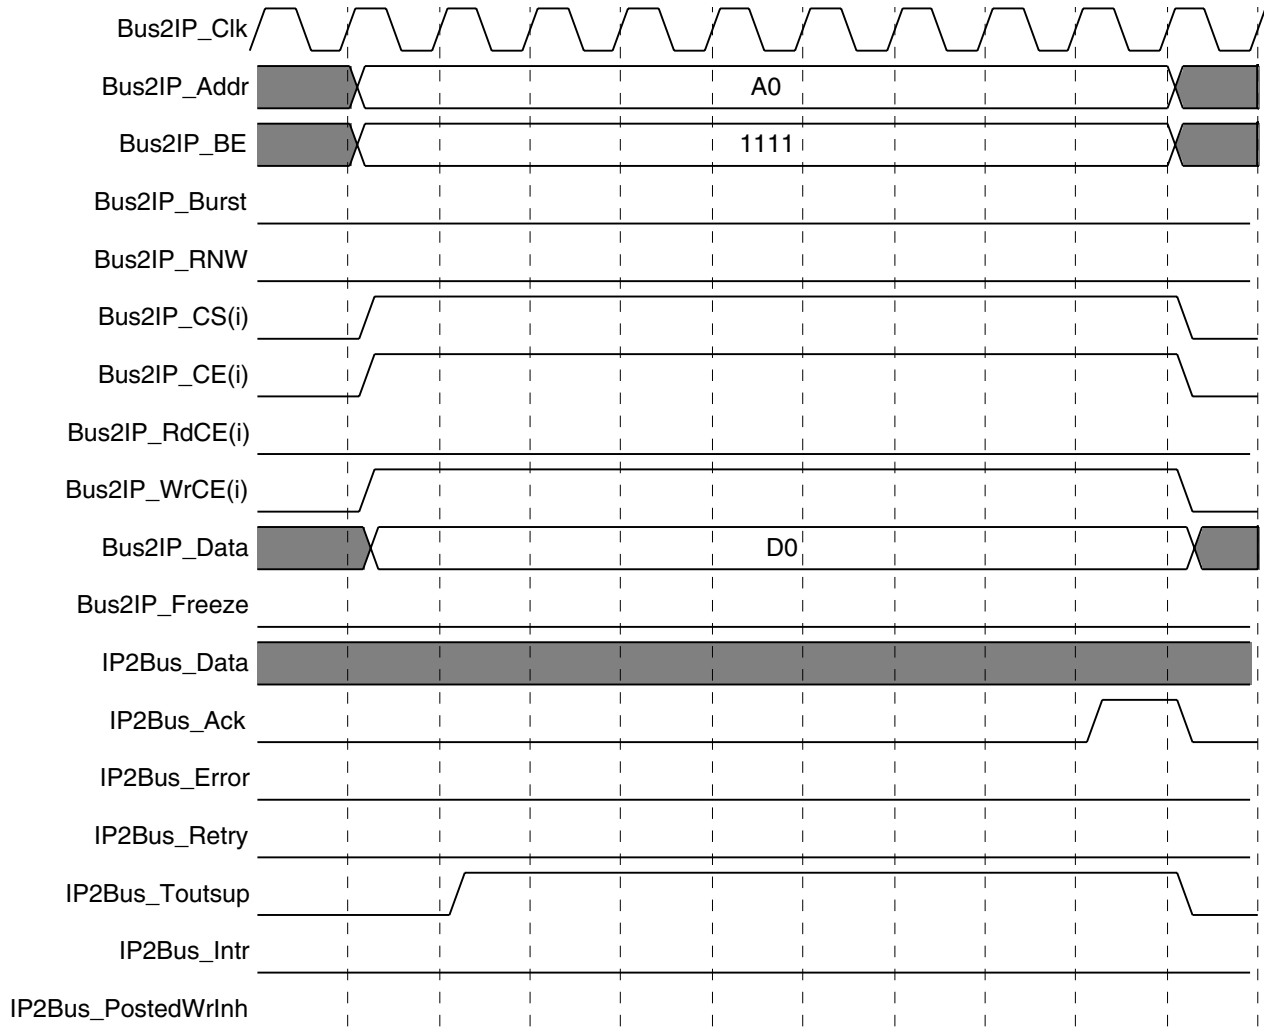 Bus2IP_Clk
Bus2IP_Addr A0
Bus2IP_BE 1111
Bus2IP_Burst
Bus2IP_RNW
Bus2IP_CS(i)
Bus2IP_CE(i)
Bus2IP_RdCE(i)
Bus2IP_WrCE(i)
Bus2IP_Data D0
Bus2IP_Freeze
IP2Bus_Data
IP2Bus_Ack
IP2Bus_Error
IP2Bus_Retry
IP2Bus_Toutsup
IP2Bus_Intr
IP2Bus_PostedWrInh